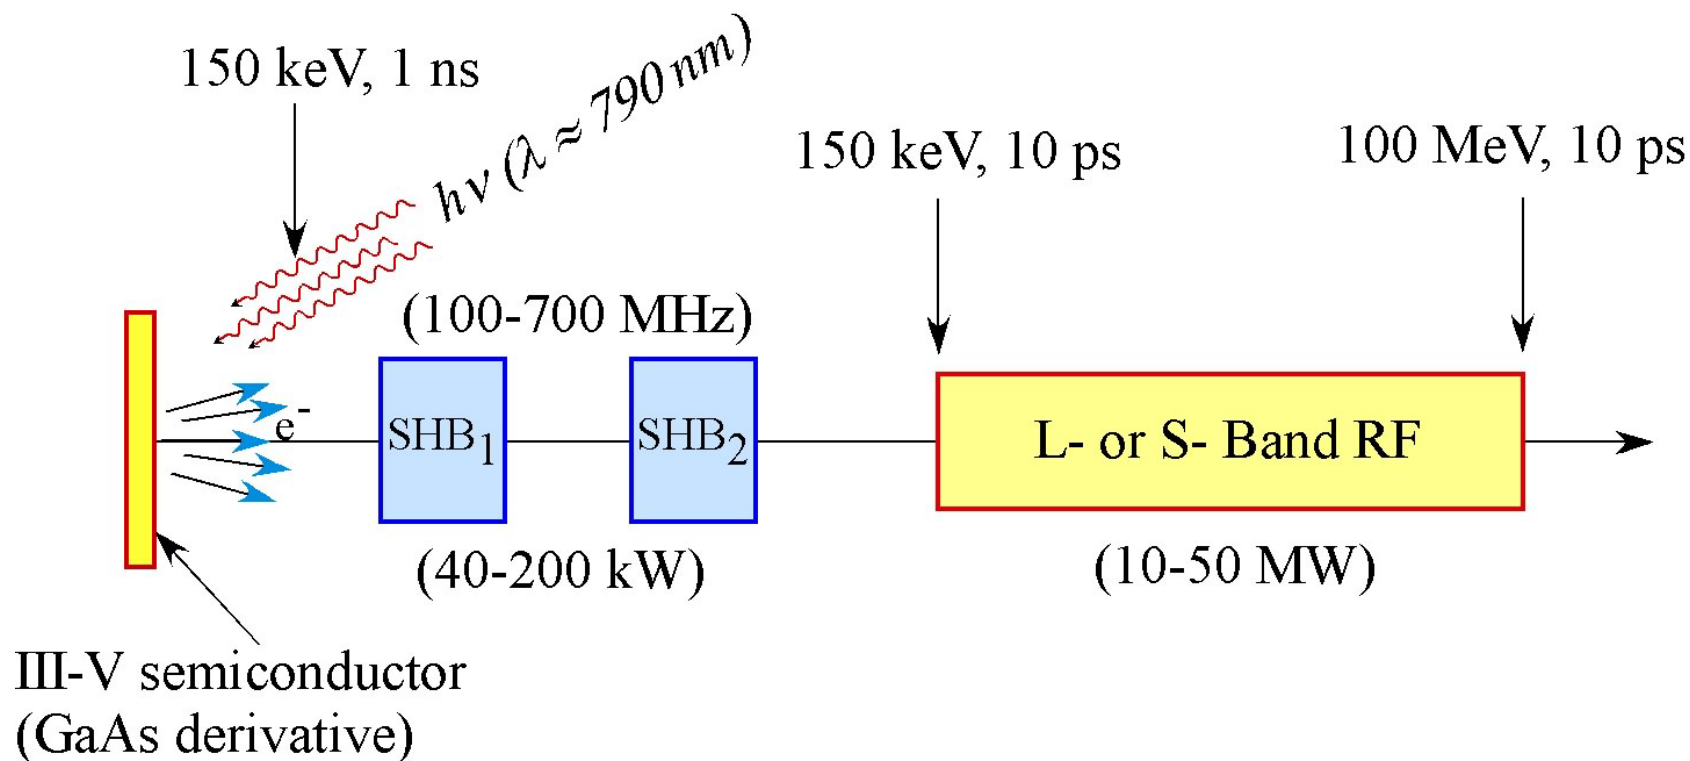 150 keV, 1 ns
hν (λ ≈ 790 nm)
150 keV, 10 ps
100 MeV, 10 ps
(100-700 MHz)
e-
SHB1
SHB2
L- or S- Band RF
(40-200 kW)
(10-50 MW)
III-V semiconductor
(GaAs derivative)